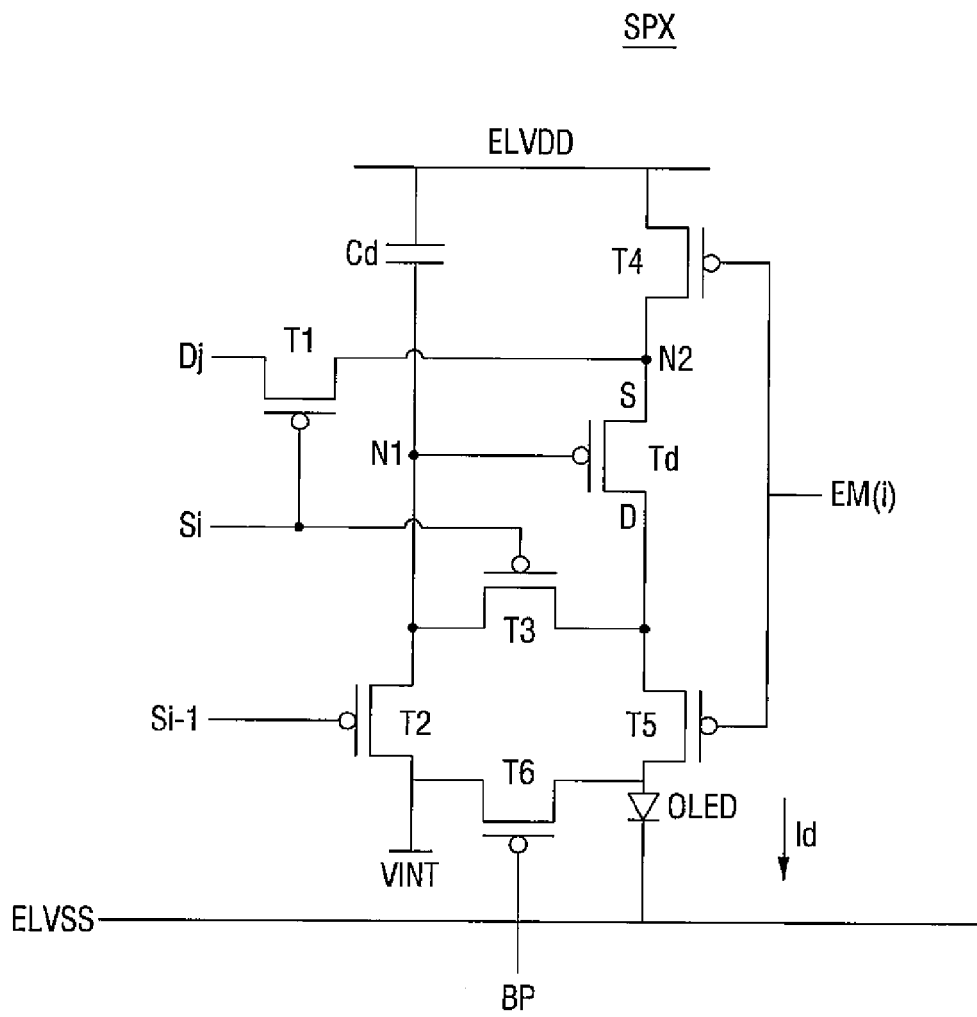 SPX
ELVDD
Cd
T4
Dj
T1
N2
S
N1
Td
EM(i)
Si
D
T3
Si-1
T2
T5
T6
OLED
Id
VINT
ELVSS
BP